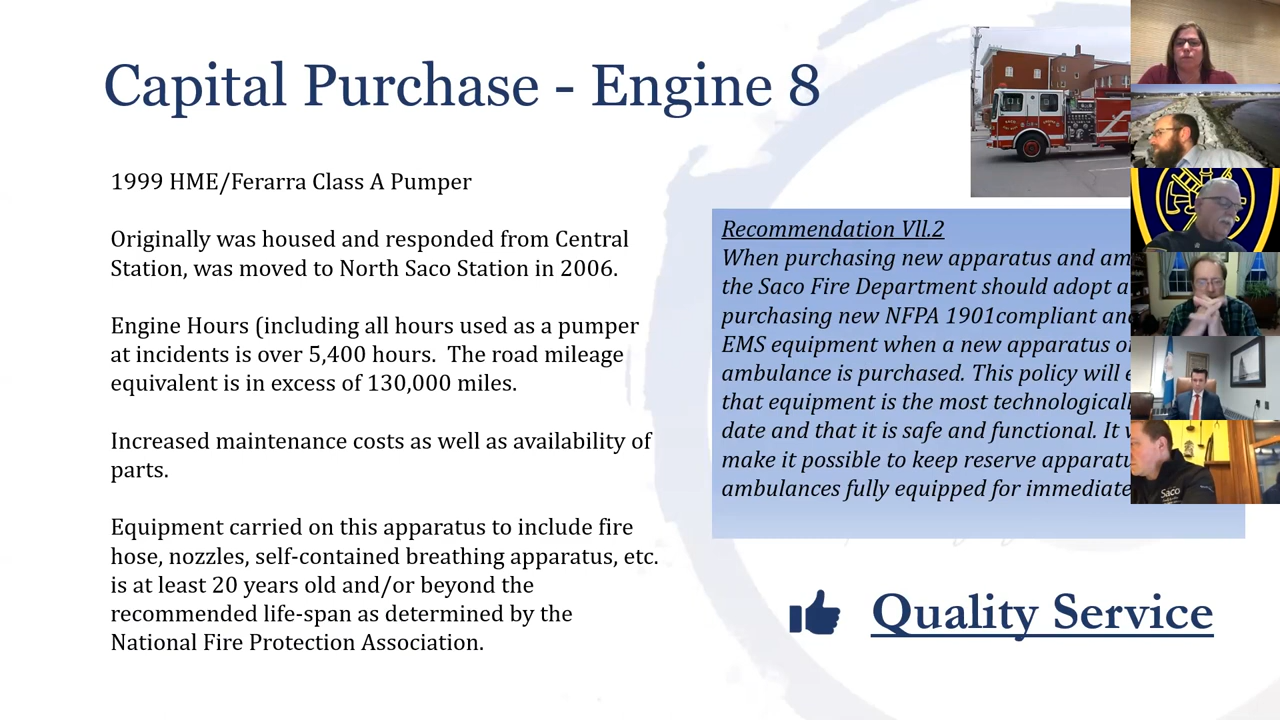 Capital Purchase - Engine 8
1999 HME/Ferarra Class A Pumper
Originally was housed and responded from Central
Station, was moved to North Saco Station in 2006.
Engine Hours (including all hours used as a pumper
at incidents is over 5,400 hours.  The road mileage
equivalent is in excess of 130,000 miles.
Increased maintenance costs as well as availability of
parts.
Equipment carried on this apparatus to include fire
hose, nozzles, self-contained breathing apparatus, etc.
is at least 20 years old and/or beyond the
recommended life-span as determined by the
National Fire Protection Association.
Recommendation Vll.2
When purchasing new apparatus and
the Saco Fire Department should adopt
purchasing new NFPA 1901compliant
EMS equipment when a new apparatus
ambulance is purchased. This policy will
that equipment is the most
date and that it is safe and functional. It
make it possible to keep reserve
ambulances fully equipped for immediate
Quality Service
Saco